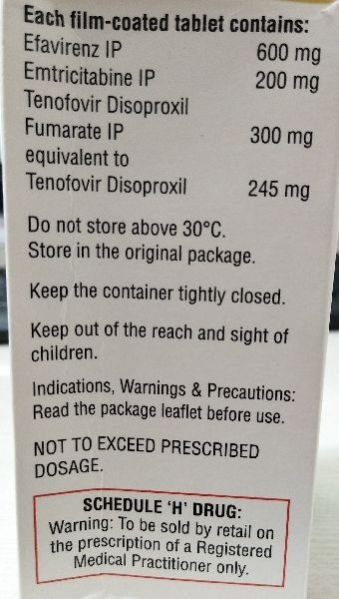 Each film-coated tablet contains:
Efavirenz IP 600 mg
Emtricitabine IP 200 mg
Tenofovir Disoproxil
Fumarate IP 300 mg
equivalent to
Tenofovir Disoproxil 245 mg
Do not store above 30°C.
Store in the original package.
Keep the container tightly closed.
Keep out of the reach and sight of
children.
Indications, Warnings & Precautions:
Read the package leaflet before use.
NOT TO EXCEED PRESCRIBED
DOSAGE.
SCHEDULE 'H' DRUG:
Warning: To be sold by retail on
the prescription of a Registered
Medical Practitioner only.